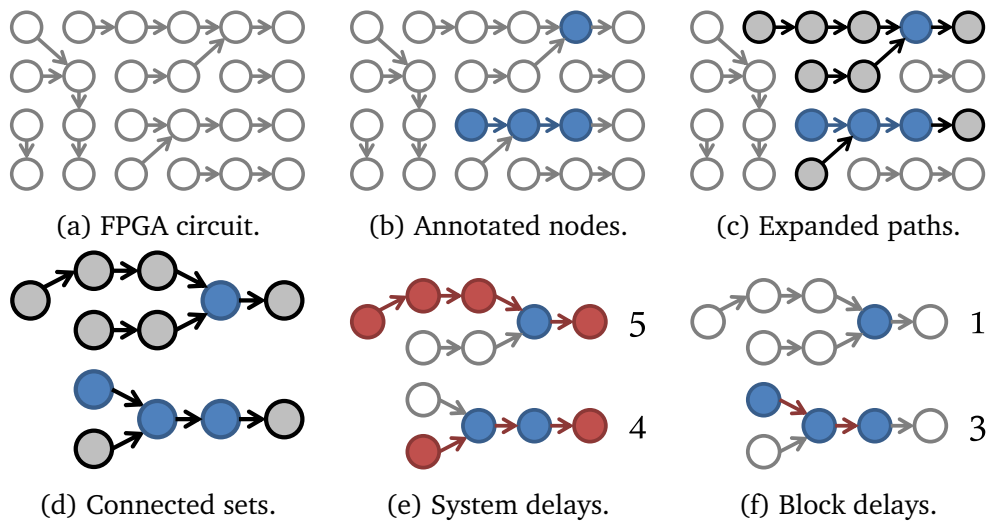 (a) FPGA circuit.
(b) Annotated nodes.
(c) Expanded paths.
5
1
4
3
(d) Connected sets.
(e) System delays.
(f) Block delays.